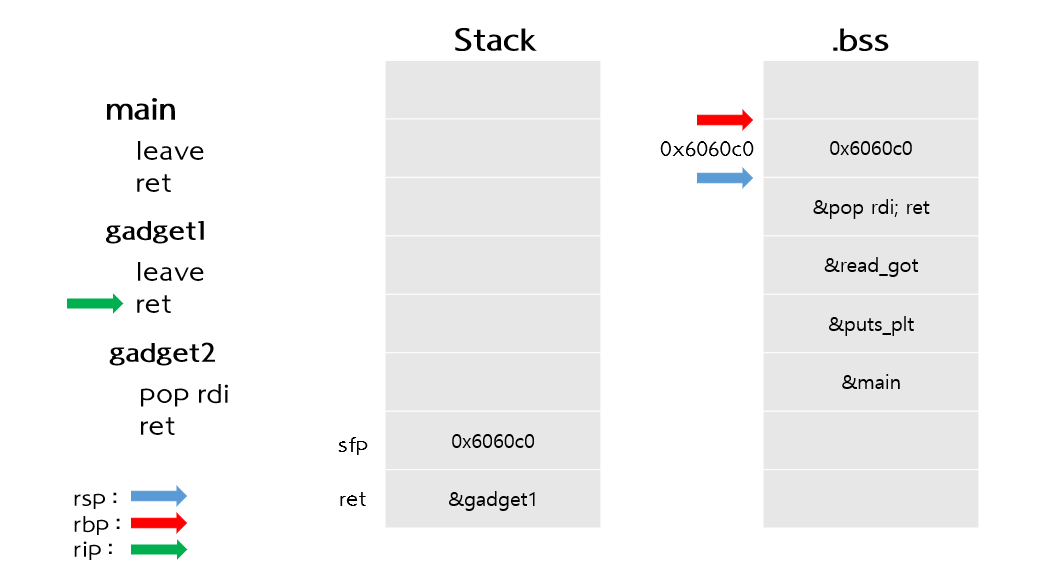 Stack
.bss
main
leave
ret
gadget1
leave
ret
gadget2
pop rdi
ret
rsp :
rbp :
rip :
sfp
0x6060c0
ret
&gadget1
0x6060c0
0x6060c0
&pop rdi; ret
&read_got
&puts_plt
&main